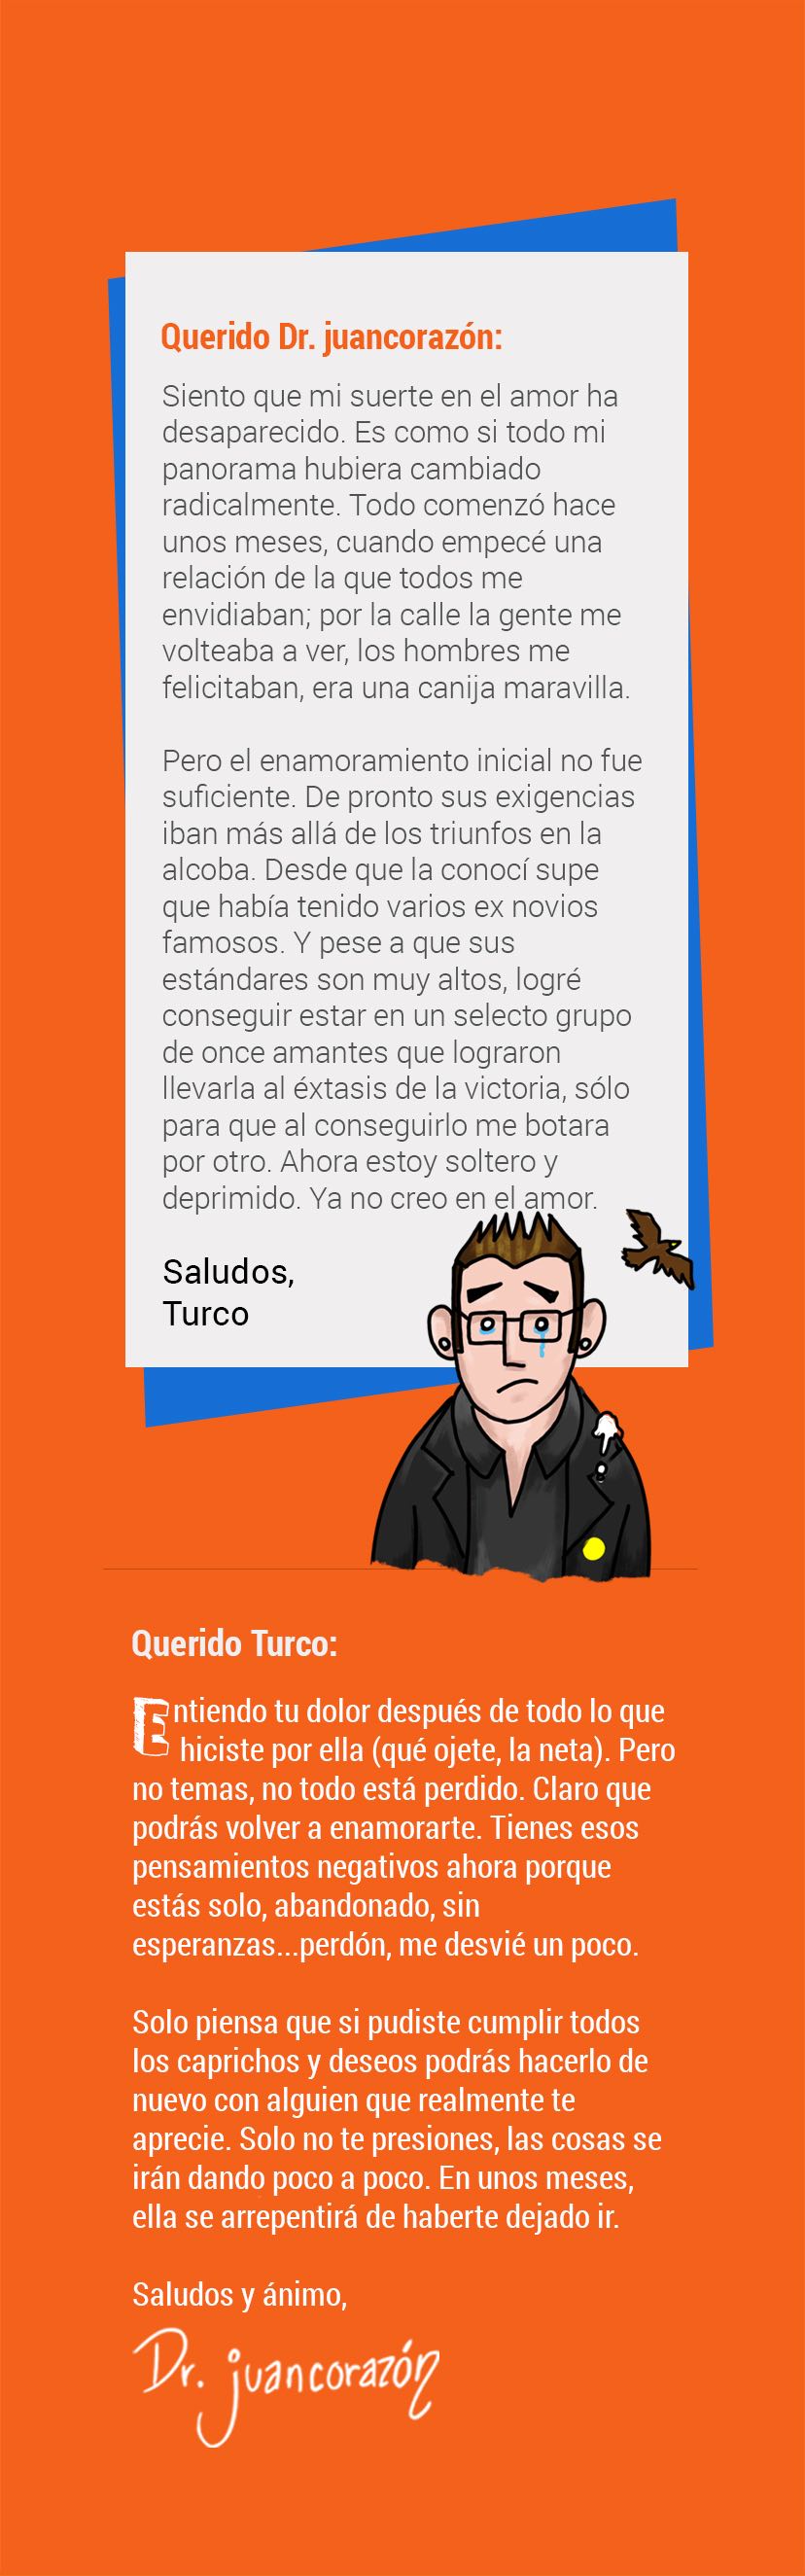 Querido Dr. juancorazón:
Siento que mi suerte en el amor ha
desaparecido. Es como si todo mi
panorama hubiera cambiado
radicalmente. Todo comenzó hace
unos meses, cuando empecé una
relación de la que todos me
envidiaban; por la calle la gente me
volteaba a ver, los hombres me
felicitaban, era una canija maravilla.
Pero el enamoramiento inicial no fue
suficiente. De pronto sus exigencias
iban más allá de los triunfos en la
alcoba. Desde que la conocí supe
que había tenido varios ex novios
famosos. Y pese a que sus
estándares son muy altos, logré
conseguir estar en un selecto grupo
de once amantes que lograron
llevarla al éxtasis de la victoria, sólo
para que al conseguirlo me botara
por otro. Ahora estoy soltero y
deprimido. Ya no creo en el amor.
Saludos,
Turco
Querido Turco:
Entiendo tu dolor después de todo lo que
hiciste por ella (qué ojete, la neta). Pero
no temas, no todo está perdido. Claro que
podrás volver a enamorarte. Tienes esos
pensamientos negativos ahora porque
estás solo, abandonado, sin
esperanzas...perdón, me desvié un poco.
Solo piensa que si pudiste cumplir todos
los caprichos y deseos podrás hacerlo de
nuevo con alguien que realmente te
aprecie. Solo no te presiones, las cosas se
irán dando poco a poco. En unos meses,
ella se arrepentirá de haberte dejado ir.
Saludos y ánimo,
Dr. juancorazón